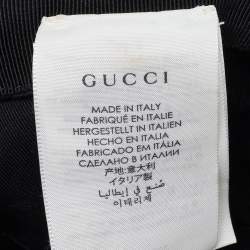 GUCCI
MADE IN ITALY
FABRIQUÉ EN ITALIE
HERGESTELLT IN ITALIEN
HECHO EN ITALIA
FABRICADO EM ITÁLIA
СДЕЛАНО В ИТАЛИИ
产地:意大利
イタリア製
صنع في إيطاليا
이태리제